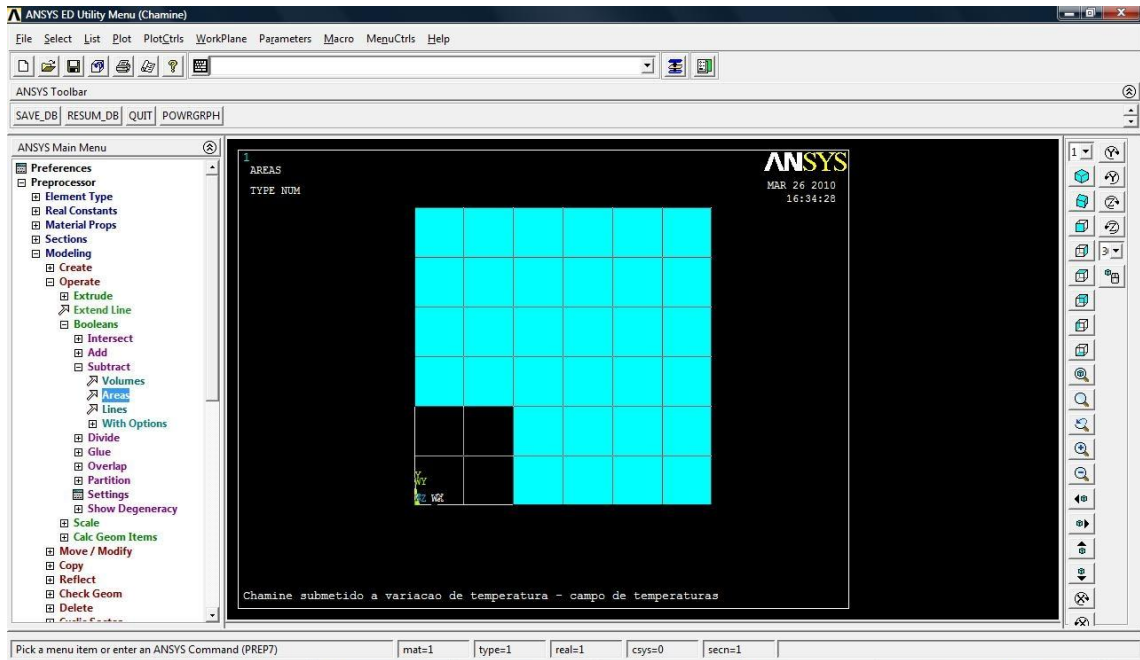 ANSYS ED Utility Menu (Chamine)
File Select List Plot PlotCtrls WorkPlane Parameters Macro MenuCtrls Help
ANSYS Toolbar
SAVE_DB RESUM_DB QUIT POWRGRPH
ANSYS Main Menu
Preferences
Preprocessor
Element Type
Real Constants
Material Props
Sections
Modeling
Create
Operate
Extrude
Extend Line
Booleans
Intersect
Add
Subtract
Volumes
Areas
Lines
With Options
Divide
Glue
Overlap
Partition
Settings
Show Degeneracy
Scale
Calc Geom Items
Move / Modify
Copy
Reflect
Check Geom
Delete
1
AREAS
TYPE NUM
ANSYS
MAR 26 2010
16:34:28
Y
WY
WX
Chamine submetido a variacao de temperatura - campo de temperaturas
1
Pick a menu item or enter an ANSYS Command (PREP7) mat=1 type=1 real=1 csys=0 secn=1